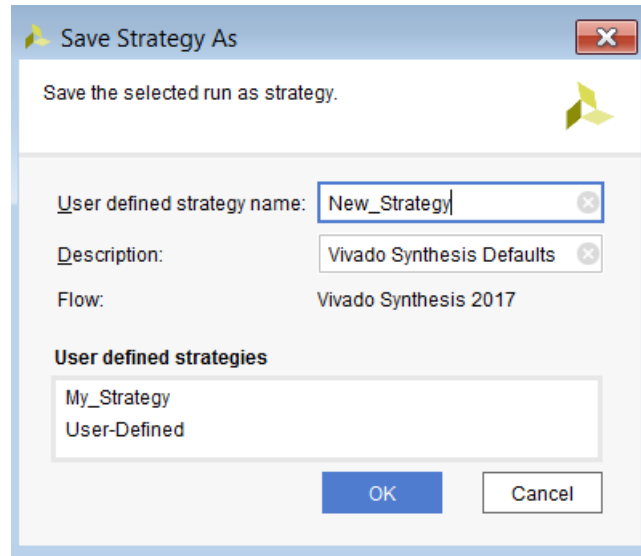 Save Strategy As
Save the selected run as strategy.
User defined strategy name: New_Strategy
Description: Vivado Synthesis Defaults
Flow: Vivado Synthesis 2017
User defined strategies
My_Strategy
User-Defined
OK Cancel